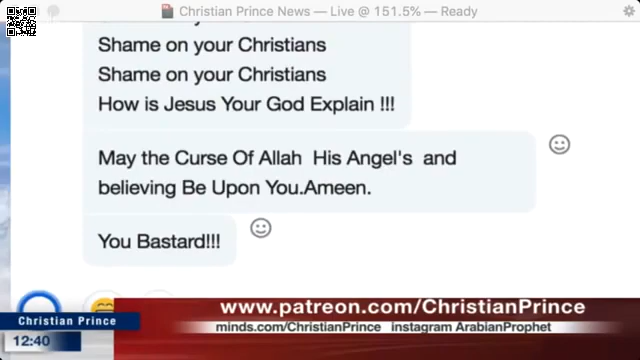 Christian Prince News — Live @ 151.5% — Ready
Shame on your Christians
Shame on your Christians
How is Jesus Your God Explain !!!
May the Curse Of Allah His Angel's and
believing Be Upon You.Ameen.
You Bastard!!!
www.patreon.com/ChristianPrince
Christian Prince
minds.com/ChristianPrince instagram ArabianProphet
12:40